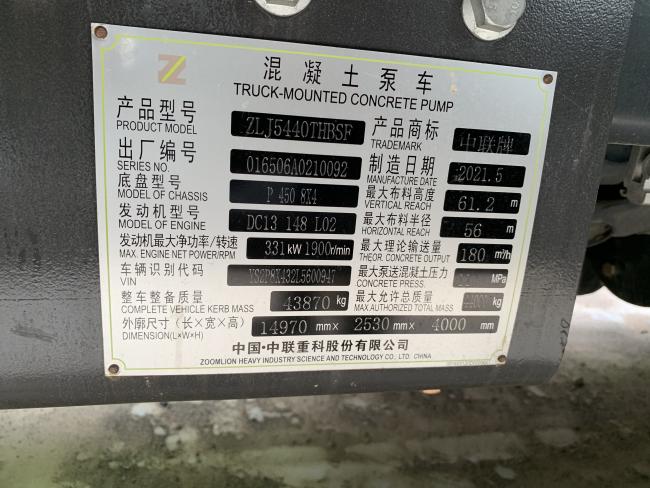 Z
混凝土泵车
TRUCK-MOUNTED CONCRETE PUMP
产品型号 ZLJ5440THBSF 产品商标 中联牌
PRODUCT MODEL TRADEMARK
出厂编号 016506A0210092 制造日期 2021.5
SERIES NO. MANUFACTURE DATE
底盘型号 P 450 8X4 最大布料高度 61.2 m
MODEL OF CHASSIS VERTICAL REACH
发动机型号 DC13 148 L02 最大布料半径 56 m
MODEL OF ENGINE HORIZONTAL REACH
发动机最大净功率/转速 331 kW 1900 r/min 最大理论输送量 180 m³/h
MAX. ENGINE NET POWER/RPM THEOR. CONCRETE OUTPUT
车辆识别代码 YS2P8X432L5600947 最大泵送混凝土压力 MPa
VIN CONCRETE PRESS.
整车整备质量 43870 kg 最大允许总质量 kg
COMPLETE VEHICLE KERB MASS MAX.AUTHORIZED TOTAL MASS
外廓尺寸(长×宽×高) 14970 mm× 2530 mm× 4000 mm
DIMENSION(L×W×H)
中国·中联重科股份有限公司
ZOOMLION HEAVY INDUSTRY SCIENCE AND TECHNOLOGY CO., LTD. CHINA